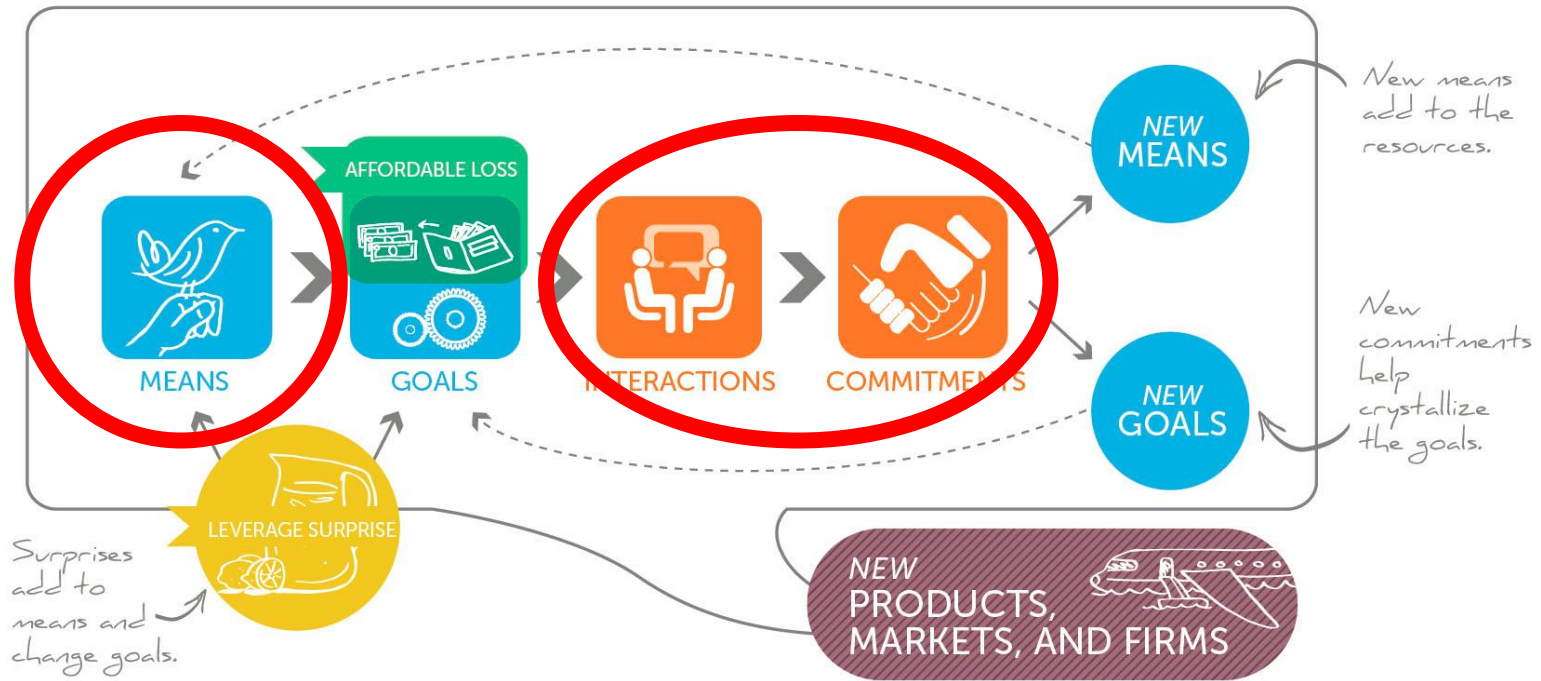 New means
add to the
resources.
NEW
MEANS
AFFORDABLE LOSS
MEANS
GOALS
INTERACTIONS
COMMITMENTS
NEW
GOALS
New
commitments
help
crystallize
the goals.
LEVERAGE SURPRISE
Surprises
add to
means and
change goals.
NEW
PRODUCTS,
MARKETS, AND FIRMS